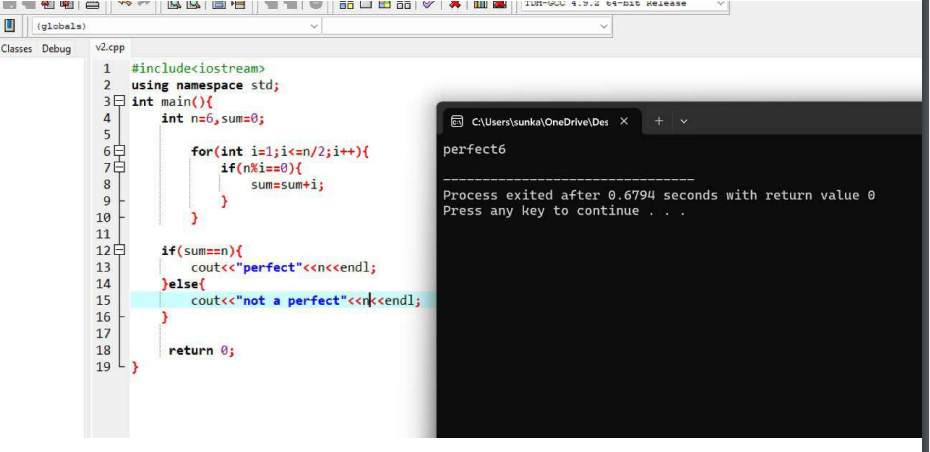 TDM-GCC 4.9.2 64-bit Release
(globals)
Classes Debug v2.cpp
1 #include<iostream>
2 using namespace std;
3 int main(){
4 int n=6,sum=0;
5
6 for(int i=1;i<=n/2;i++){
7 if(n%i==0){
8 sum=sum+i;
9 }
10 }
11
12 if(sum==n){
13 cout<<"perfect"<<n<<endl;
14 }else{
15 cout<<"not a perfect"<<n<<endl;
16 }
17
18 return 0;
19 }
C:\Users\sunka\OneDrive\Des
perfect6
--------------------------------
Process exited after 0.6794 seconds with return value 0
Press any key to continue . . .